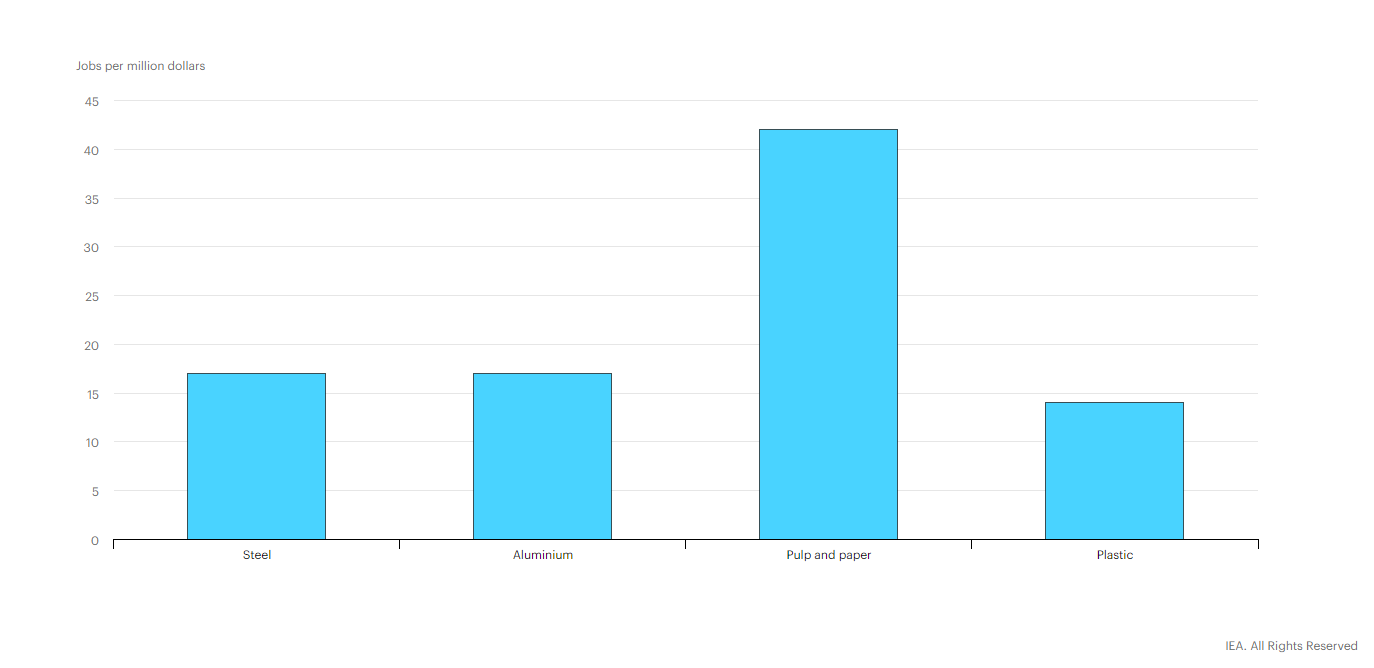 Jobs per million dollars
45
40
35
30
25
20
15
10
5
0
Steel
Aluminium
Pulp and paper
Plastic
IEA. All Rights Reserved